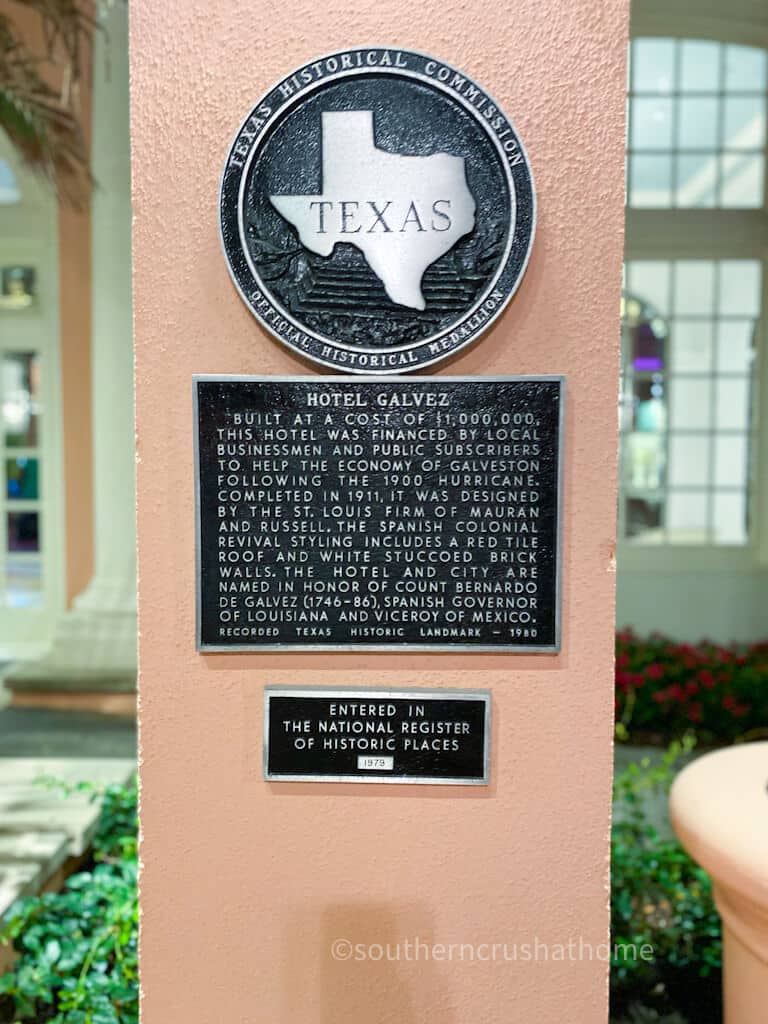 TEXAS HISTORICAL COMMISSION
TEXAS
OFFICIAL HISTORICAL MEDALLION
HOTEL GALVEZ
BUILT AT A COST OF $1,000,000,
THIS HOTEL WAS FINANCED BY LOCAL
BUSINESSMEN AND PUBLIC SUBSCRIBERS
TO HELP THE ECONOMY OF GALVESTON
FOLLOWING THE 1900 HURRICANE.
COMPLETED IN 1911, IT WAS DESIGNED
BY THE ST. LOUIS FIRM OF MAURAN
AND RUSSELL. THE SPANISH COLONIAL
REVIVAL STYLING INCLUDES A RED TILE
ROOF AND WHITE STUCCOED BRICK
WALLS. THE HOTEL AND CITY ARE
NAMED IN HONOR OF COUNT BERNARDO
DE GALVEZ (1746-86), SPANISH GOVERNOR
OF LOUISIANA AND VICEROY OF MEXICO.
RECORDED TEXAS HISTORIC LANDMARK - 1980
ENTERED IN
THE NATIONAL REGISTER
OF HISTORIC PLACES
1979
©southerncrushathome